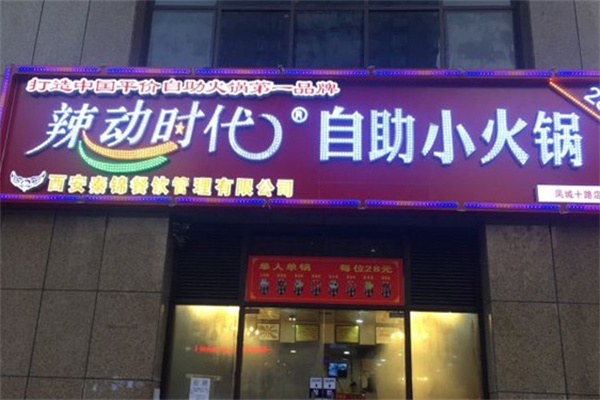 打造中国平价自助火锅第一品牌
辣动时代® 自助小火锅
西安秦锦餐饮管理有限公司
凤城十路店
单人单锅 每位28元